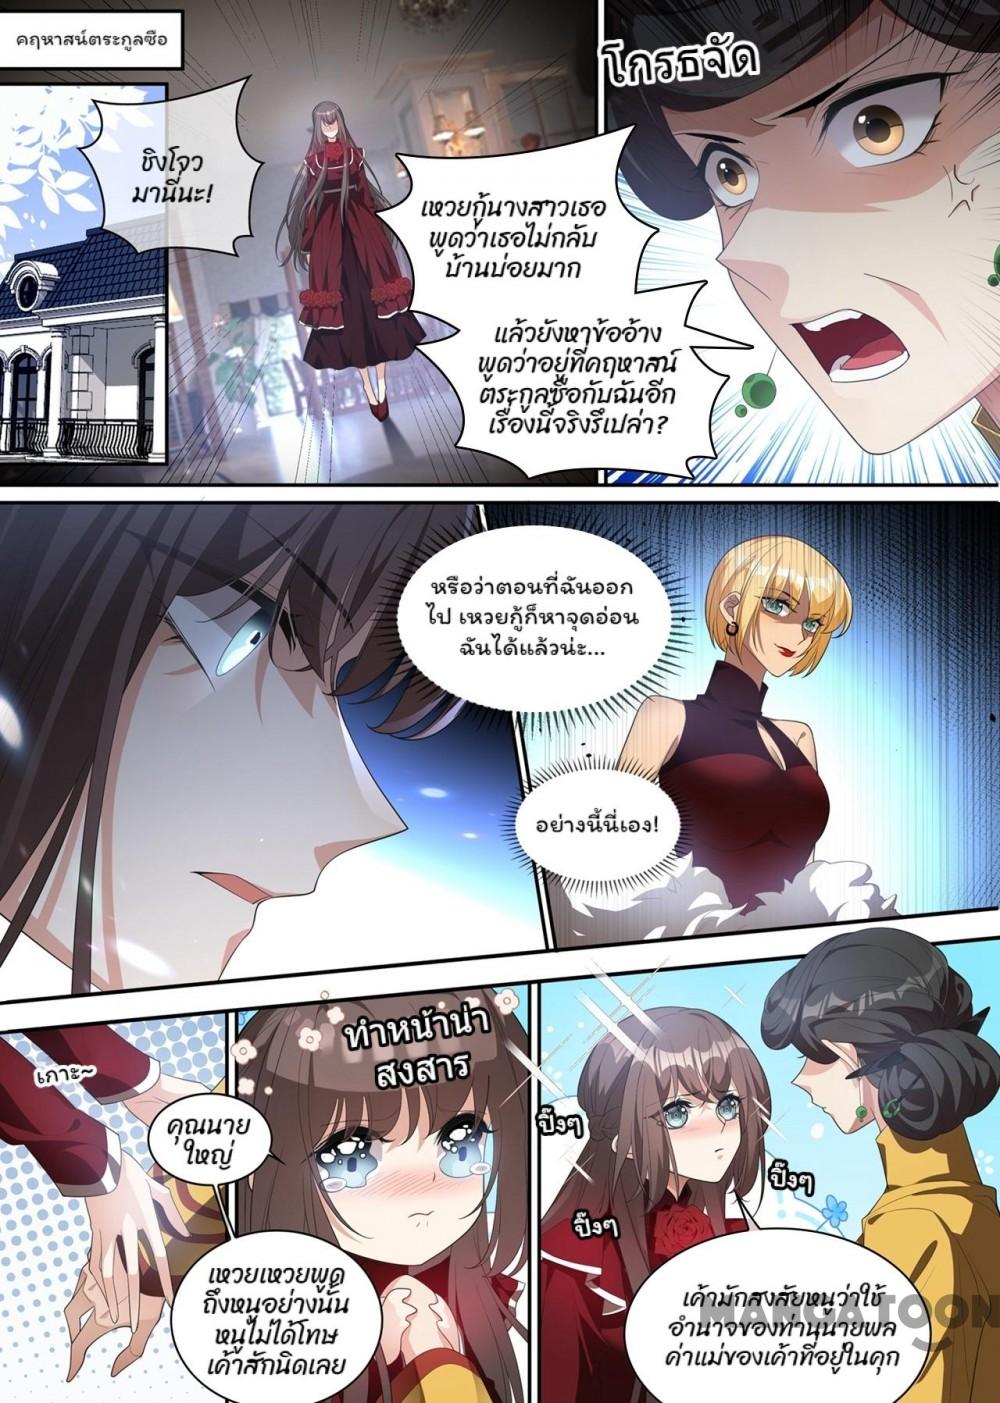 คฤหาสน์ตระกูลซือ
โกรธจัด
ชิงโจว
มานี่นะ!
เหวยกู้นางสาวเธอ
พูดว่าเธอไม่กลับ
บ้านบ่อยมาก
แล้วยังหาข้ออ้าง
พูดว่าอยู่ที่คฤหาสน์
ตระกูลซือกับฉันอีก
เรื่องนี้จริงรึเปล่า?
หรือว่าตอนที่ฉันออก
ไป เหวยกู้ก็หาจุดอ่อน
ฉันได้แล้วน่ะ...
อย่างนี้นี่เอง!
เกาะ~
คุณนาย
ใหญ่
ทำหน้าน่า
สงสาร
เหวยเหวยพูด
ถึงหนูอย่างนั้น
หนูไม่ได้โทษ
เค้าสักนิดเลย
ปิ๊งๆ
ปิ๊งๆ
ปิ๊งๆ
เค้ามักสงสัยหนูว่าใช้
อำนาจของท่านนายพล
ค่าแม่ของเค้าที่อยู่ในคุก
MANGATOON